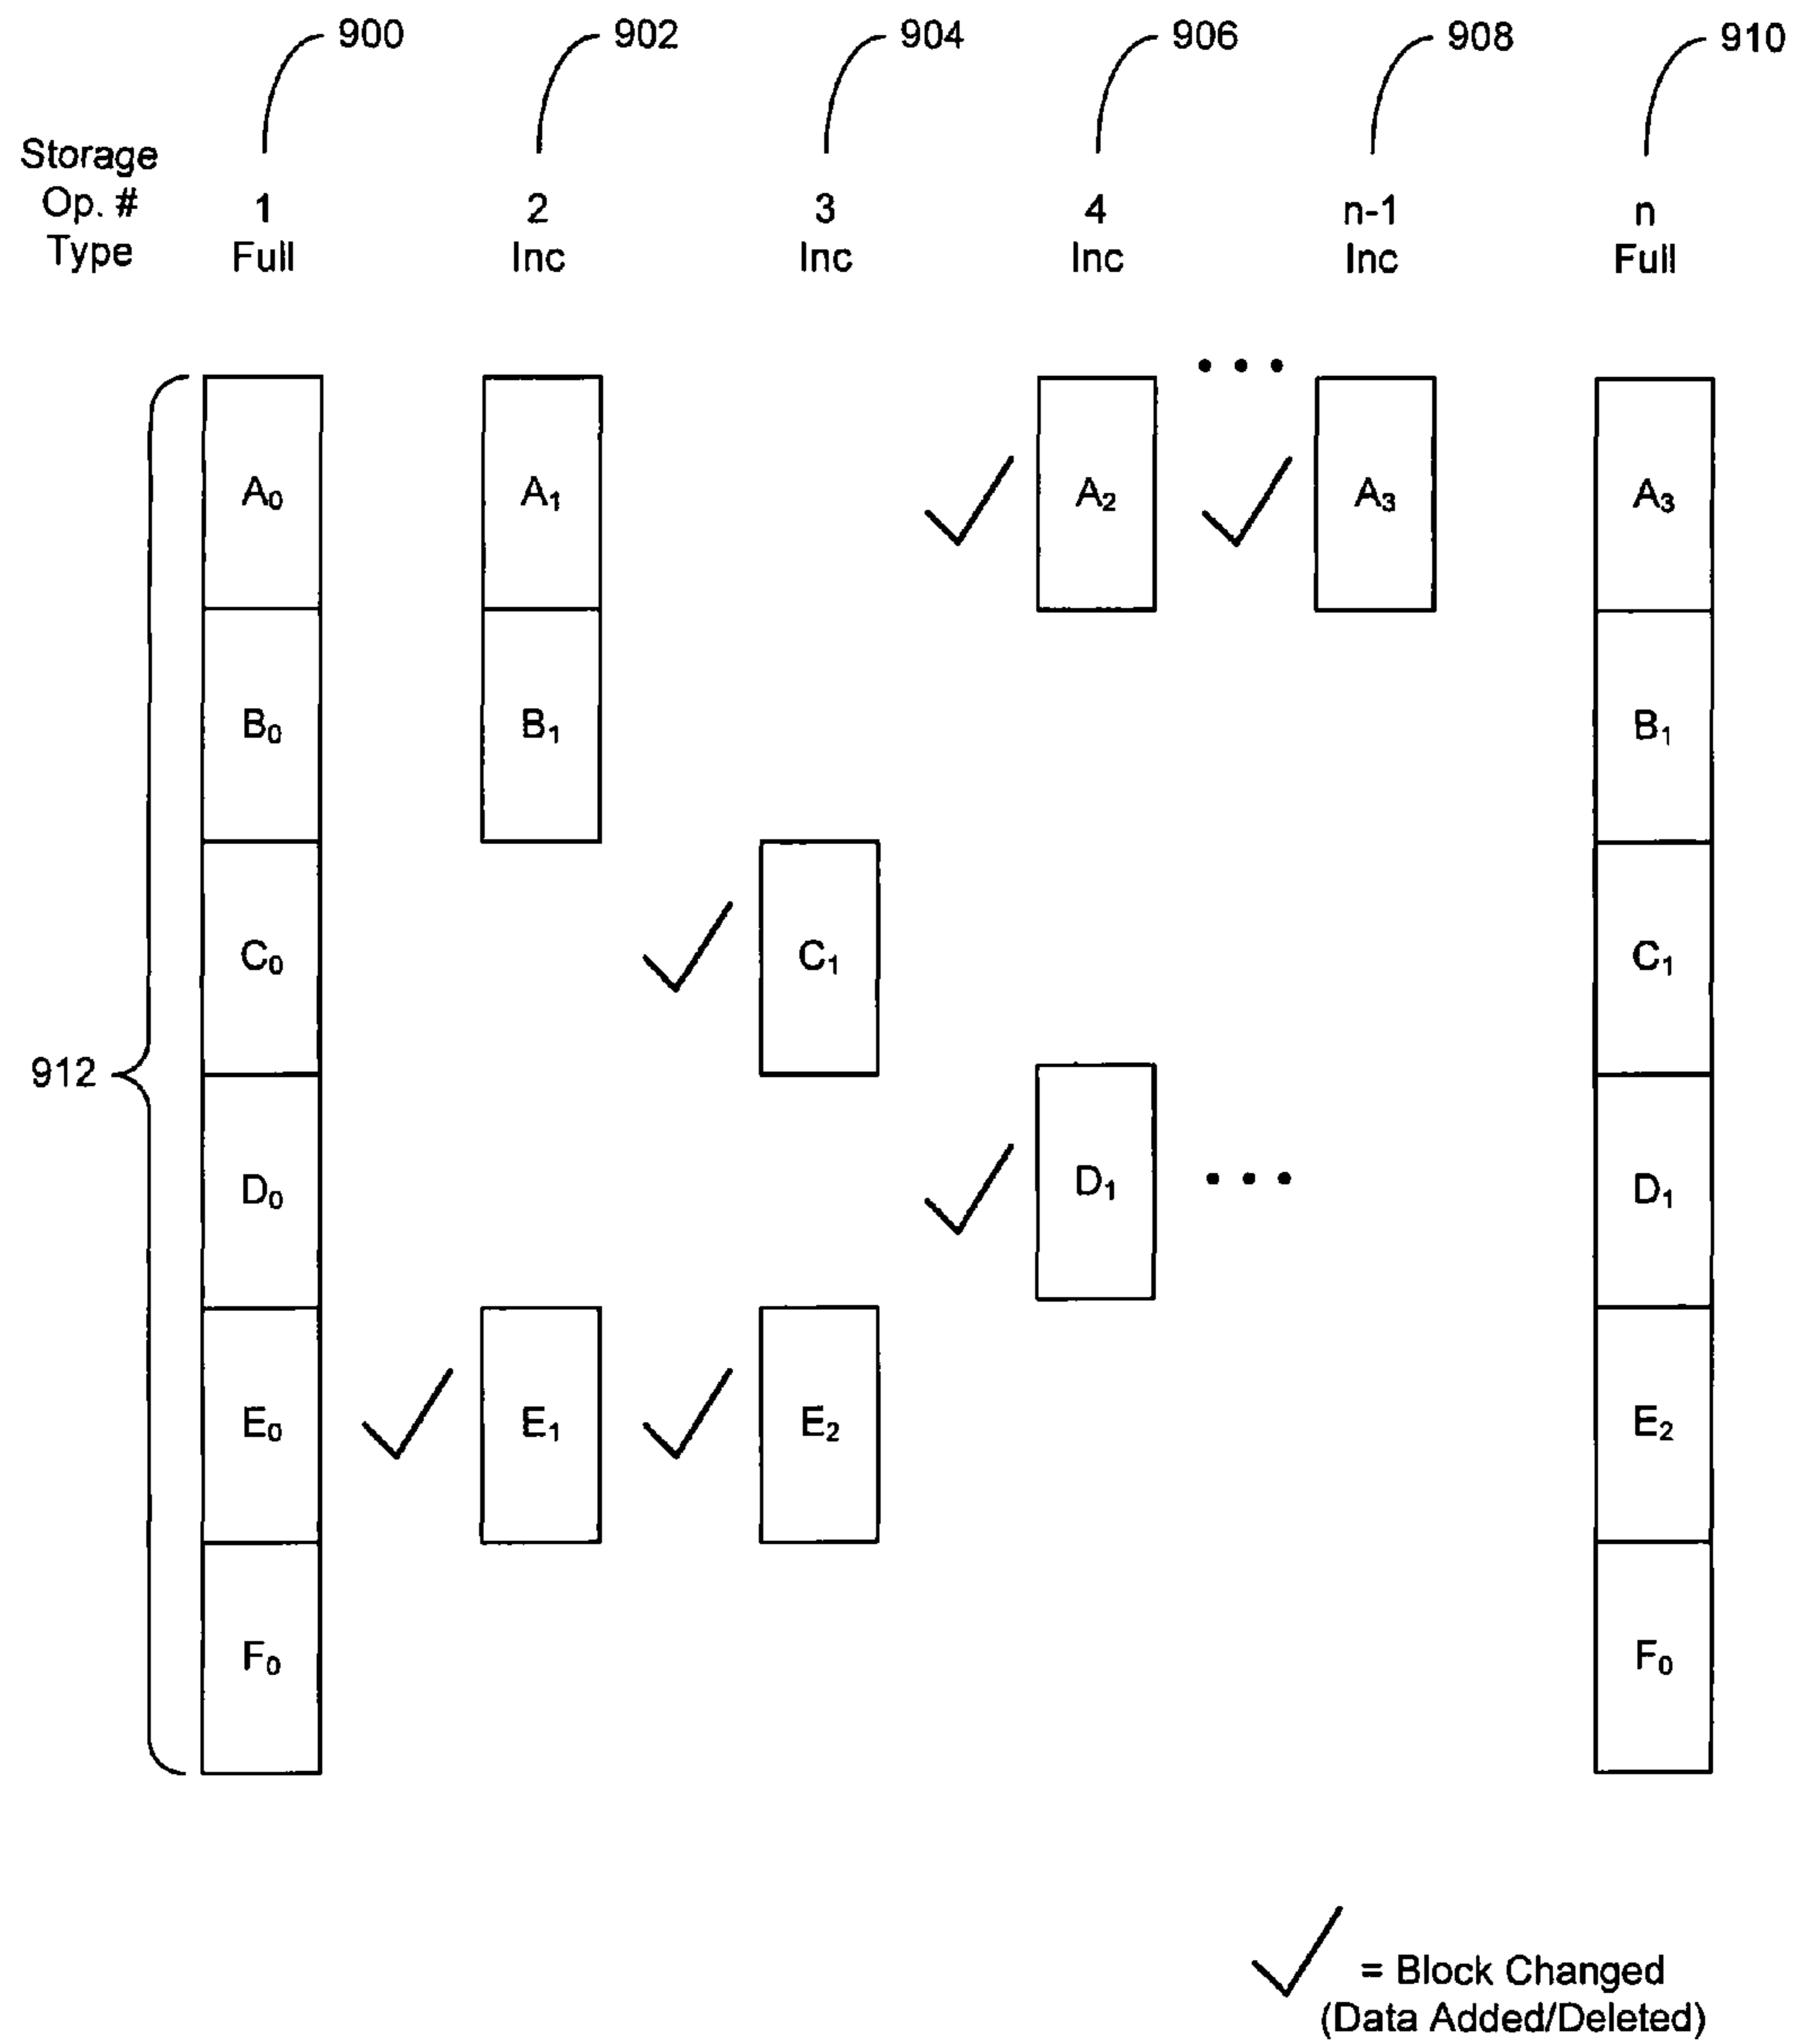 900 902 904 906 908 910
Storage
Op. # 1 2 3 4 n-1 n
Type Full Inc Inc Inc Inc Full
• • •
A₀ A₁ A₂ A₃ A₃
B₀ B₁ B₁
C₀ C₁ C₁
912
D₀ D₁ • • • D₁
E₀ E₁ E₂ E₂
F₀ F₀
= Block Changed
(Data Added/Deleted)